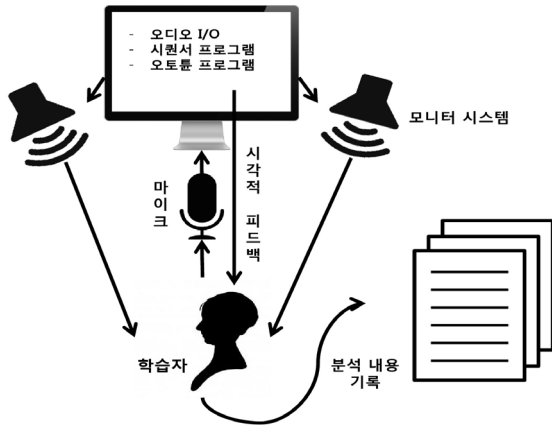 - 오디오 I/O
- 시퀀서 프로그램
- 오토튠 프로그램
모니터 시스템
마이크
시각적 피드백
학습자
분석 내용
기록